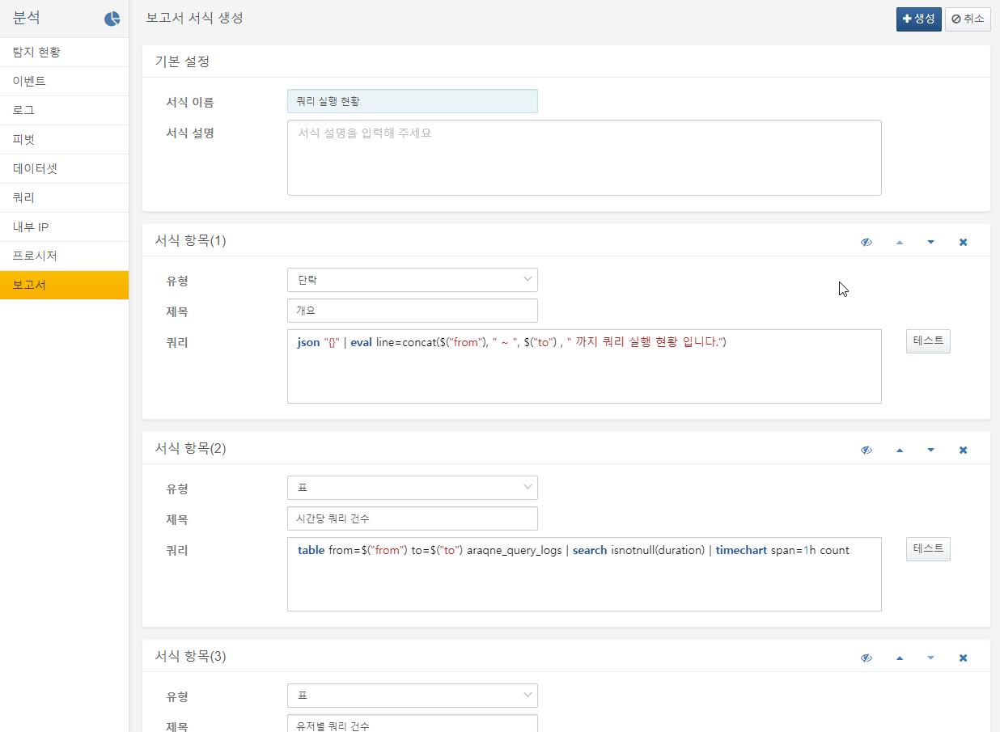 분석
보고서 서식 생성
생성
취소
탐지 현황
이벤트
로그
피벗
데이터셋
쿼리
내부 IP
프로시저
보고서
기본 설정
서식 이름
쿼리 실행 현황
서식 설명
서식 설명을 입력해 주세요
서식 항목(1)
유형
단락
제목
개요
쿼리
json "{}" | eval line=concat($("from"), " ~ ", $("to") , " 까지 쿼리 실행 현황 입니다.")
테스트
서식 항목(2)
유형
표
제목
시간당 쿼리 건수
쿼리
table from=$("from") to=$("to") araqne_query_logs | search isnotnull(duration) | timechart span=1h count
테스트
서식 항목(3)
유형
표
제목
유저별 쿼리 건수